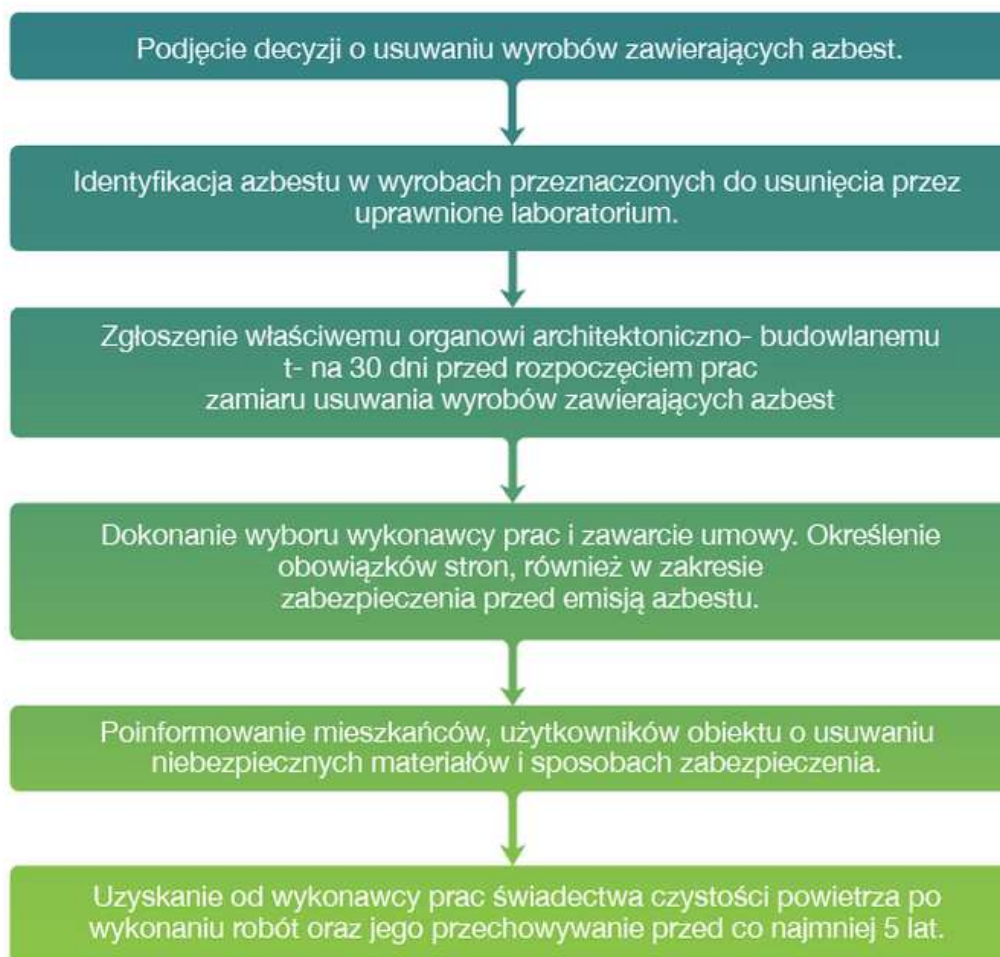 Podjęcie decyzji o usuwaniu wyrobów zawierających azbest.
Identyfikacja azbestu w wyrobach przeznaczonych do usunięcia przez
uprawnione laboratorium.
Zgłoszenie właściwemu organowi architektoniczno- budowlanemu
t- na 30 dni przed rozpoczęciem prac
zamiaru usuwania wyrobów zawierających azbest
Dokonanie wyboru wykonawcy prac i zawarcie umowy. Określenie
obowiązków stron, również w zakresie
zabezpieczenia przed emisją azbestu.
Poinformowanie mieszkańców, użytkowników obiektu o usuwaniu
niebezpiecznych materiałów i sposobach zabezpieczenia.
Uzyskanie od wykonawcy prac świadectwa czystości powietrza po
wykonaniu robót oraz jego przechowywanie przed co najmniej 5 lat.